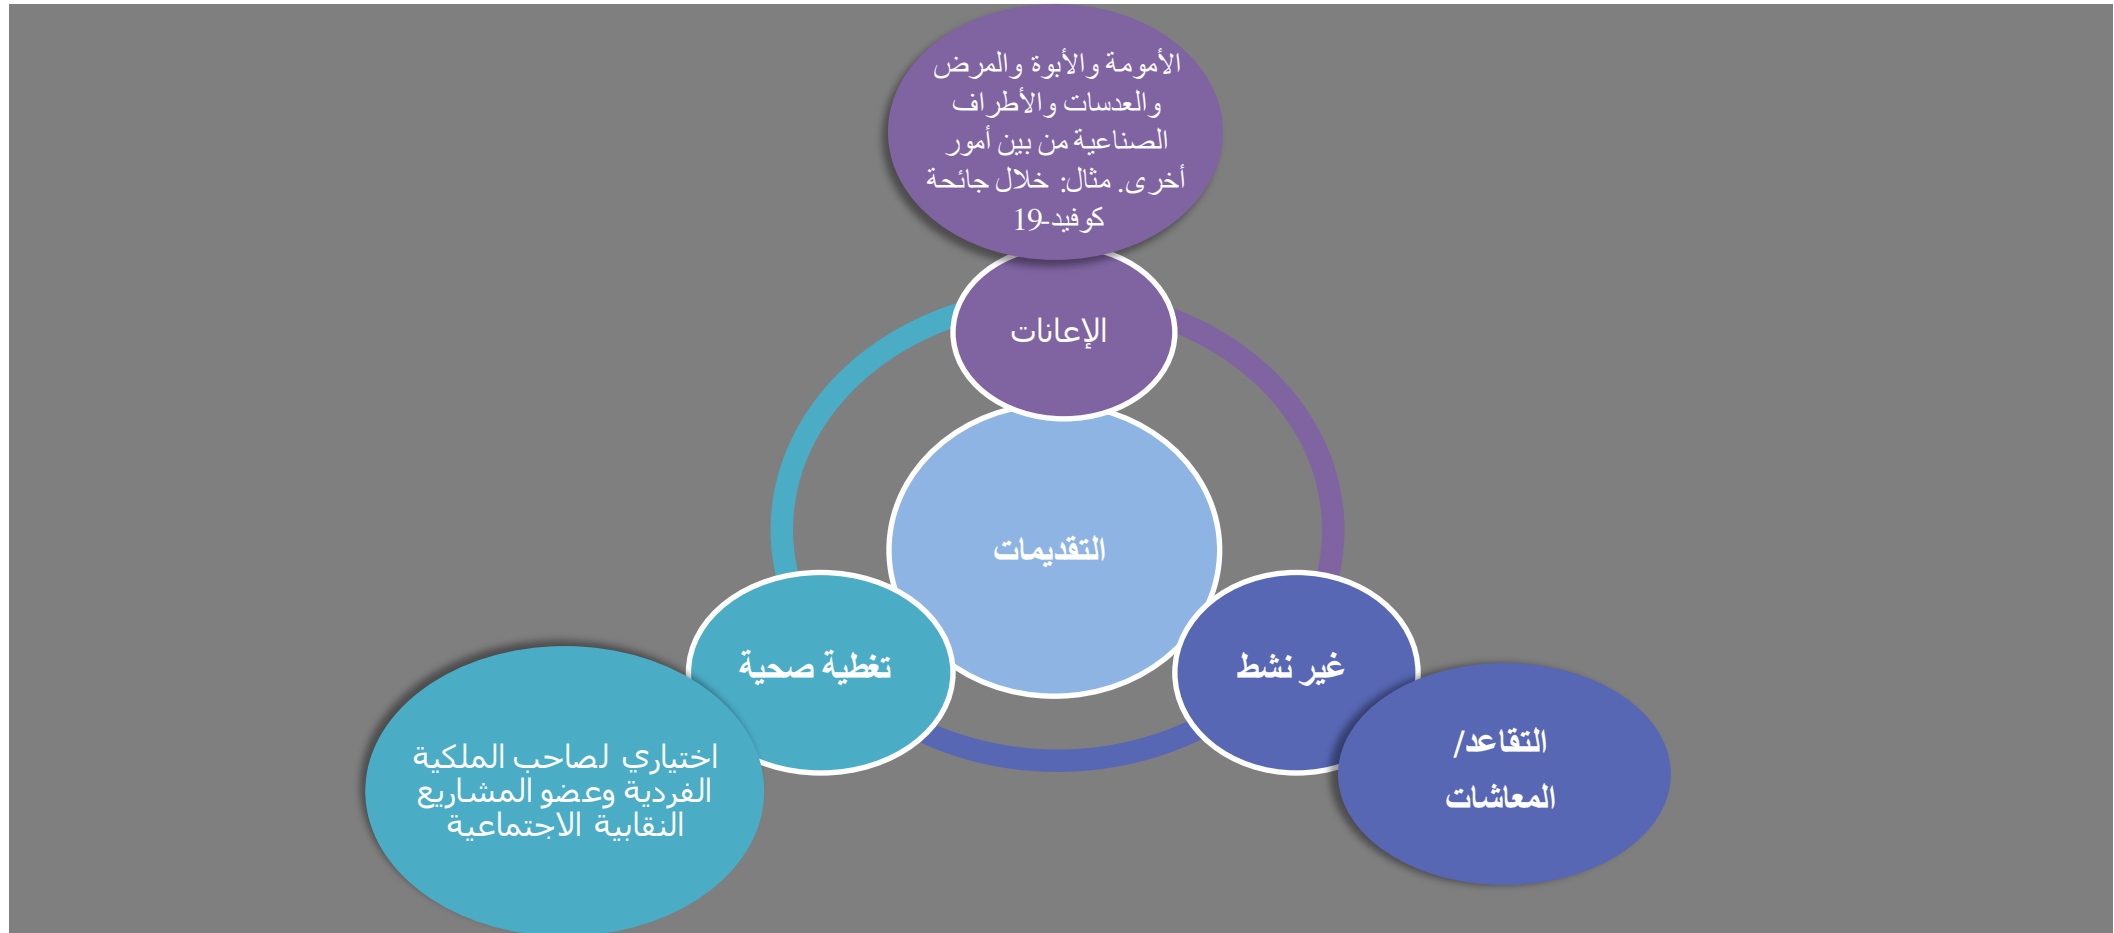 الأمومة والأبوة والمرض
والعدسات والأطراف
الصناعية من بين أمور
أخرى. مثال: خلال جائحة
كوفيد-19
الإعانات
التقديمات
غير نشط
تغطية صحية
التقاعد/
المعاشات
اختياري لصاحب الملكية
الفردية وعضو المشاريع
النقابية الاجتماعية